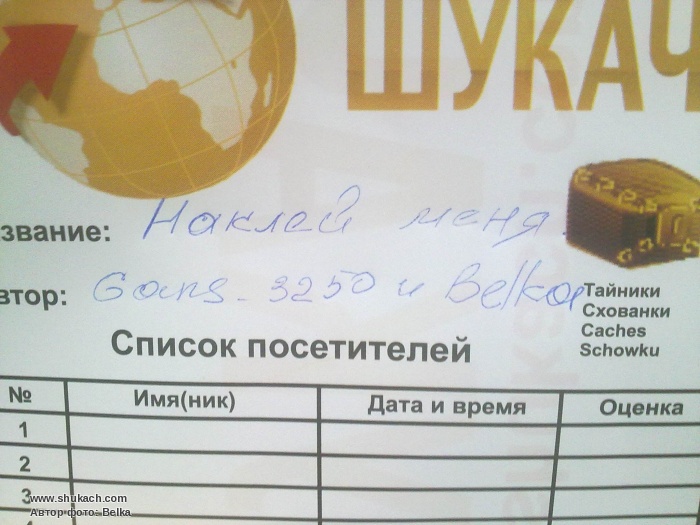 ШУКАЧ
звание: Наклей меня
втор: Gans_3250 и Belka
Тайники
Схованки
Caches
Schowku
Список посетителей
№ Имя(ник) Дата и время Оценка
1
2
3
www.shukach.com
Автор фото: Belka